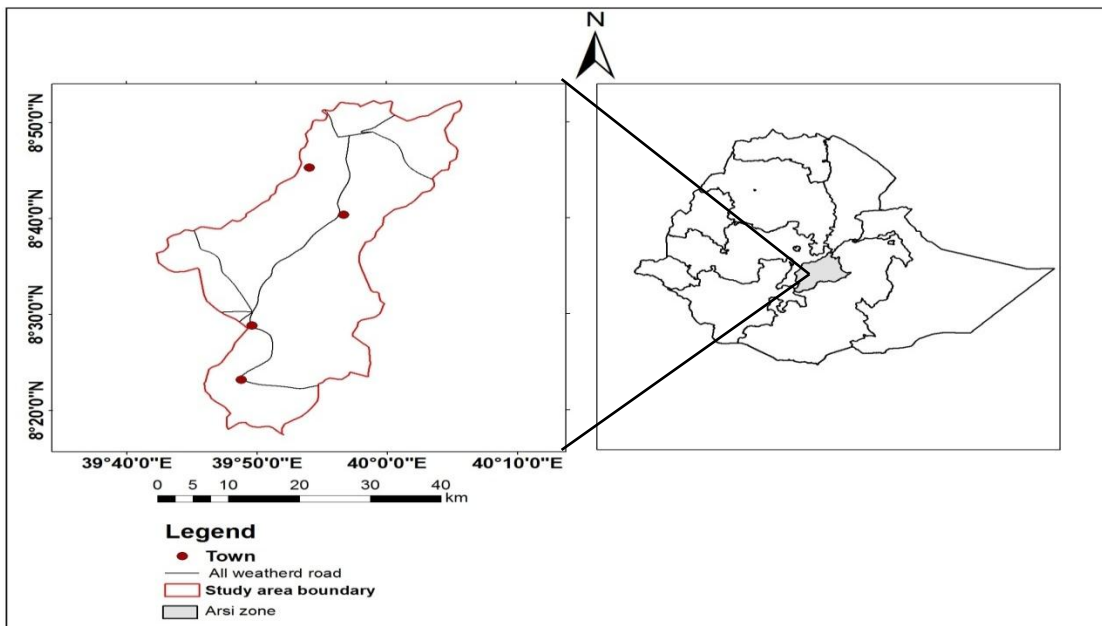 N
8°50'0"N
8°40'0"N
8°30'0"N
8°20'0"N
39°40'0"E 39°50'0"E 40°0'0"E 40°10'0"E
0 5 10 20 30 40
km
Legend
Town
All weatherd road
Study area boundary
Arsi zone